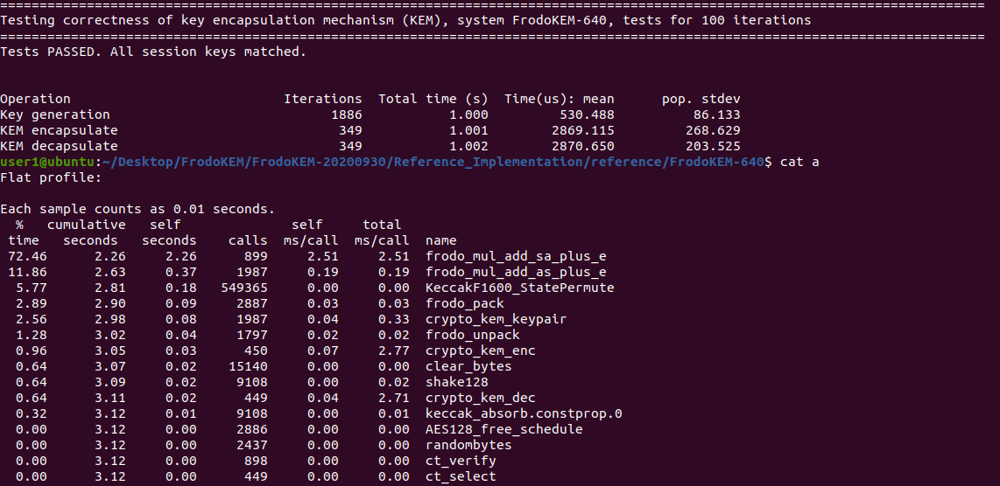 ================================================================================================================================
Testing correctness of key encapsulation mechanism (KEM), system FrodoKEM-640, tests for 100 iterations
================================================================================================================================
Tests PASSED. All session keys matched.
Operation                           Iterations  Total time (s)  Time(us): mean      pop. stdev
Key generation                            1886           1.000         530.488          86.133
KEM encapsulate                            349           1.001        2869.115         268.629
KEM decapsulate                            349           1.002        2870.650         203.525
user1@ubuntu:~/Desktop/FrodoKEM/FrodoKEM-20200930/Reference_Implementation/reference/FrodoKEM-640$ cat a
Flat profile:
Each sample counts as 0.01 seconds.
  %   cumulative   self              self     total
 time   seconds   seconds    calls  ms/call  ms/call  name
 72.46      2.26     2.26      899     2.51     2.51  frodo_mul_add_sa_plus_e
 11.86      2.63     0.37     1987     0.19     0.19  frodo_mul_add_as_plus_e
  5.77      2.81     0.18   549365     0.00     0.00  KeccakF1600_StatePermute
  2.89      2.90     0.09     2887     0.03     0.03  frodo_pack
  2.56      2.98     0.08     1987     0.04     0.33  crypto_kem_keypair
  1.28      3.02     0.04     1797     0.02     0.02  frodo_unpack
  0.96      3.05     0.03      450     0.07     2.77  crypto_kem_enc
  0.64      3.07     0.02    15140     0.00     0.00  clear_bytes
  0.64      3.09     0.02     9108     0.00     0.02  shake128
  0.64      3.11     0.02      449     0.04     2.71  crypto_kem_dec
  0.32      3.12     0.01     9108     0.00     0.01  keccak_absorb.constprop.0
  0.00      3.12     0.00     2886     0.00     0.00  AES128_free_schedule
  0.00      3.12     0.00     2437     0.00     0.00  randombytes
  0.00      3.12     0.00      898     0.00     0.00  ct_verify
  0.00      3.12     0.00      449     0.00     0.00  ct_select